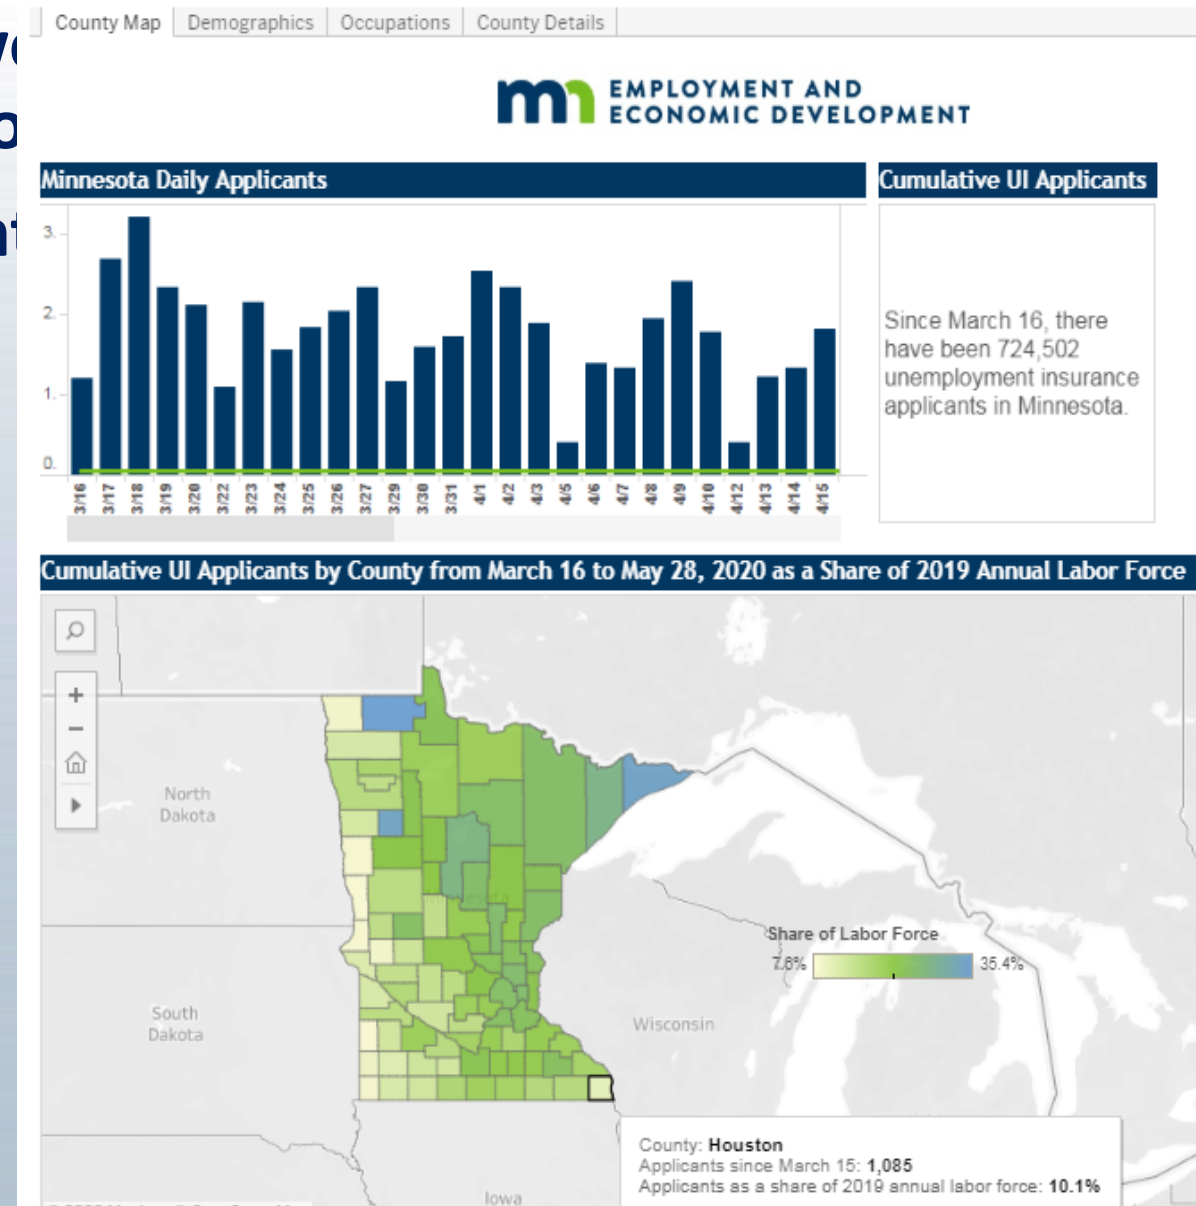 County Map Demographics Occupations County Details
mn EMPLOYMENT AND
ECONOMIC DEVELOPMENT
Minnesota Daily Applicants
Cumulative UI Applicants
3.
2.
1.
0.
3/16 3/17 3/18 3/19 3/20 3/22 3/23 3/24 3/25 3/26 3/27 3/29 3/30 3/31 4/1 4/2 4/3 4/5 4/6 4/7 4/8 4/9 4/10 4/12 4/13 4/14 4/15
Since March 16, there
have been 724,502
unemployment insurance
applicants in Minnesota.
Cumulative UI Applicants by County from March 16 to May 28, 2020 as a Share of 2019 Annual Labor Force
North
Dakota
Share of Labor Force
7.6% 35.4%
South
Dakota
Wisconsin
County: Houston
Applicants since March 15: 1,085
Applicants as a share of 2019 annual labor force: 10.1%
Iowa